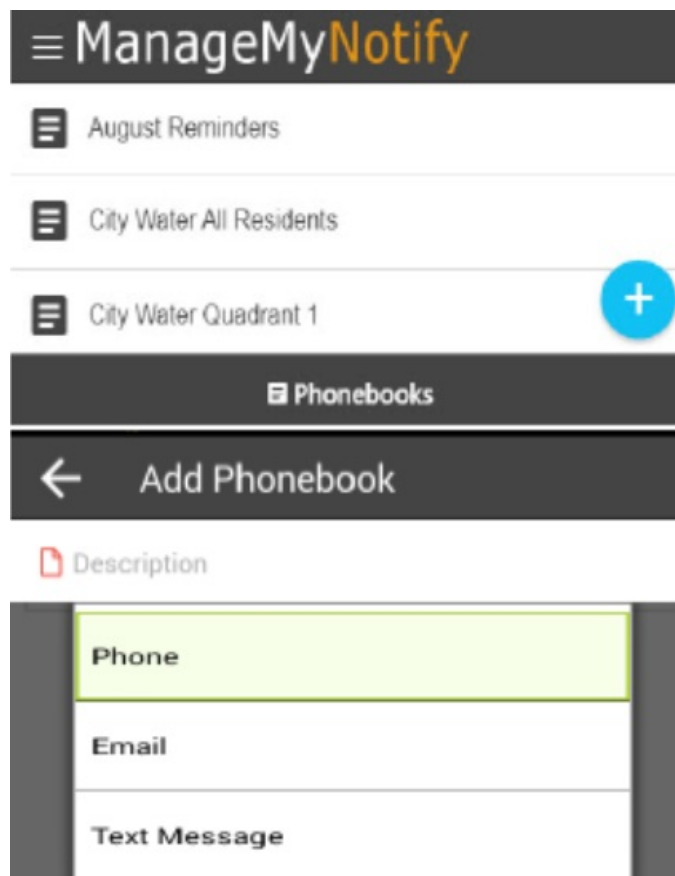 ManageMyNotify
August Reminders
City Water All Residents
City Water Quadrant 1
Phonebooks
Add Phonebook
Description
Phone
Email
Text Message